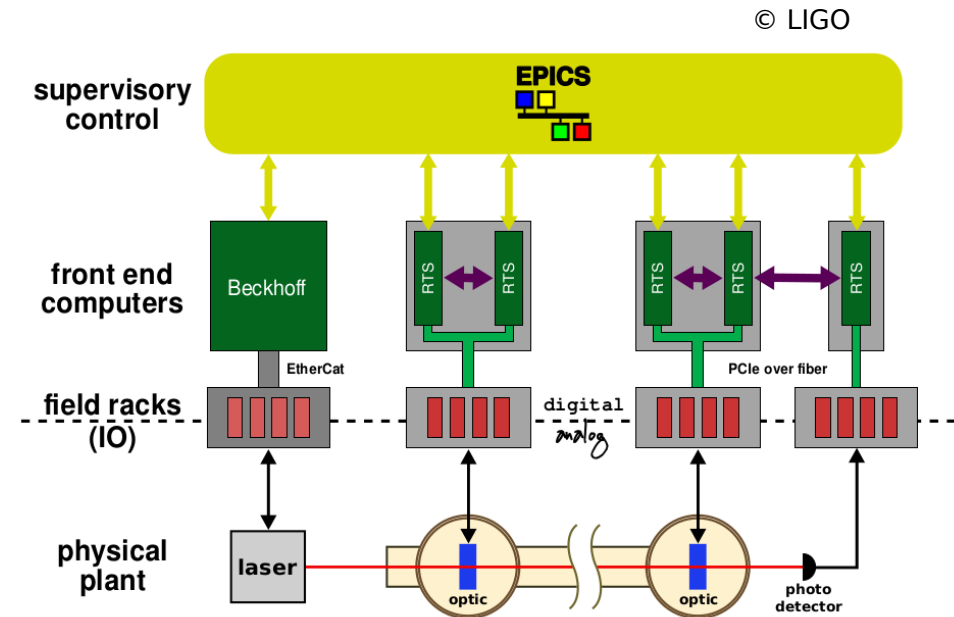 © LIGO
supervisory
control
EPICS
front end
computers
Beckhoff
RTS
RTS
RTS
RTS
RTS
EtherCat
PCIe over fiber
field racks
(IO)
digital
analog
physical
plant
laser
optic
optic
photo
detector